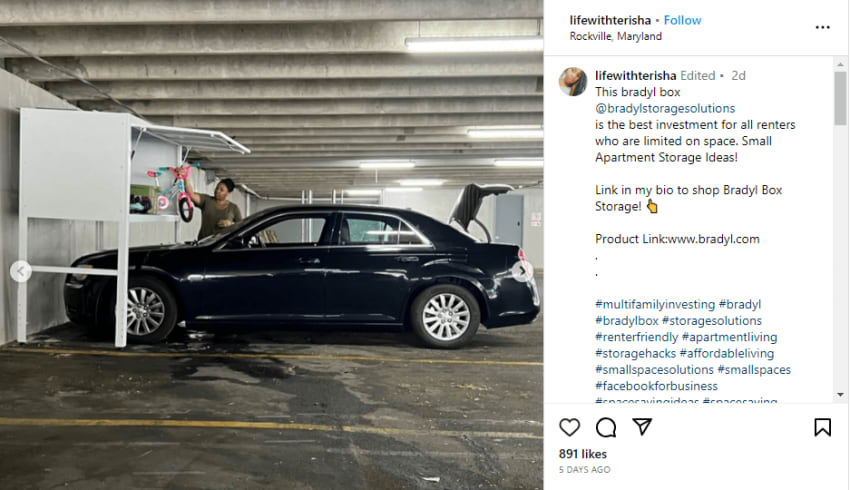 lifewithterisha • Follow
Rockville, Maryland
lifewithterisha Edited • 2d
This bradyl box
@bradylstoragesolutions
is the best investment for all renters
who are limited on space. Small
Apartment Storage Ideas!
Link in my bio to shop Bradyl Box
Storage! 👆
Product Link:www.bradyl.com
.
.
#multifamilyinvesting #bradyl
#bradylbox #storagesolutions
#renterfriendly #apartmentliving
#storagehacks #affordableliving
#smallspacesolutions #smallspaces
#facebookforbusiness
#spacesavingideas #spacesaving
891 likes
5 DAYS AGO